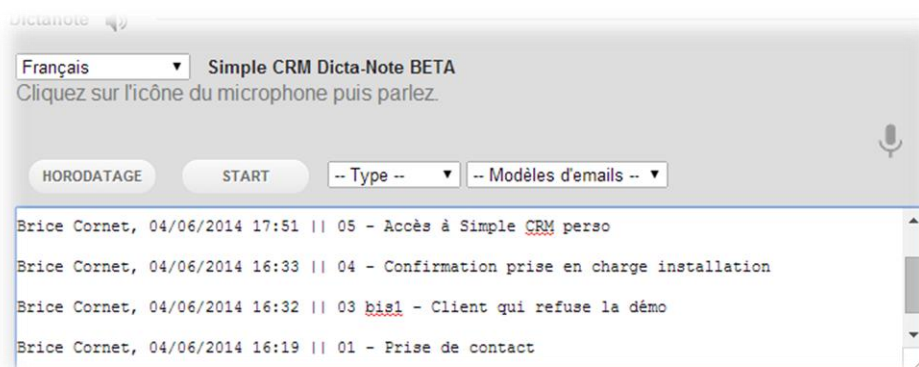 Dictanote
Français Simple CRM Dicta-Note BETA
Cliquez sur l'icône du microphone puis parlez.
HORODATAGE START -- Type -- -- Modèles d'emails --
Brice Cornet, 04/06/2014 17:51 || 05 - Accès à Simple CRM perso
Brice Cornet, 04/06/2014 16:33 || 04 - Confirmation prise en charge installation
Brice Cornet, 04/06/2014 16:32 || 03 bis1 - Client qui refuse la démo
Brice Cornet, 04/06/2014 16:19 || 01 - Prise de contact